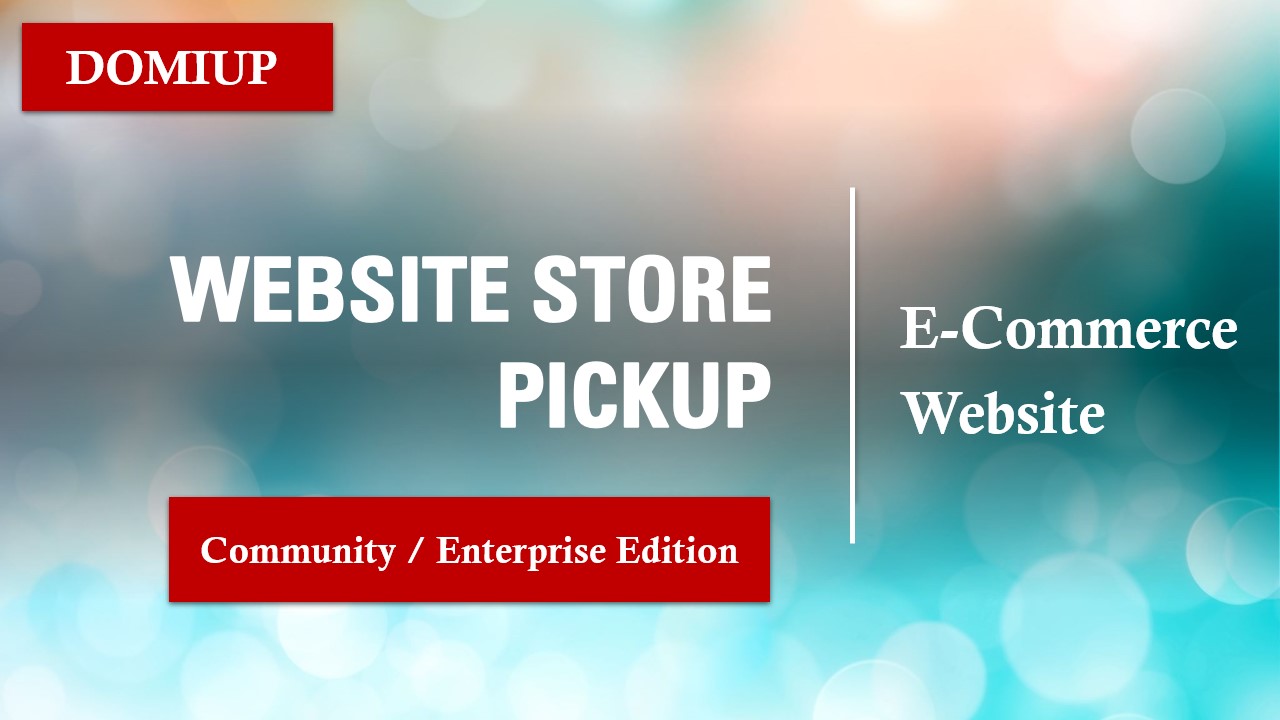 DOMIUP
WEBSITE STORE
PICKUP
Community / Enterprise Edition
E-Commerce
Website